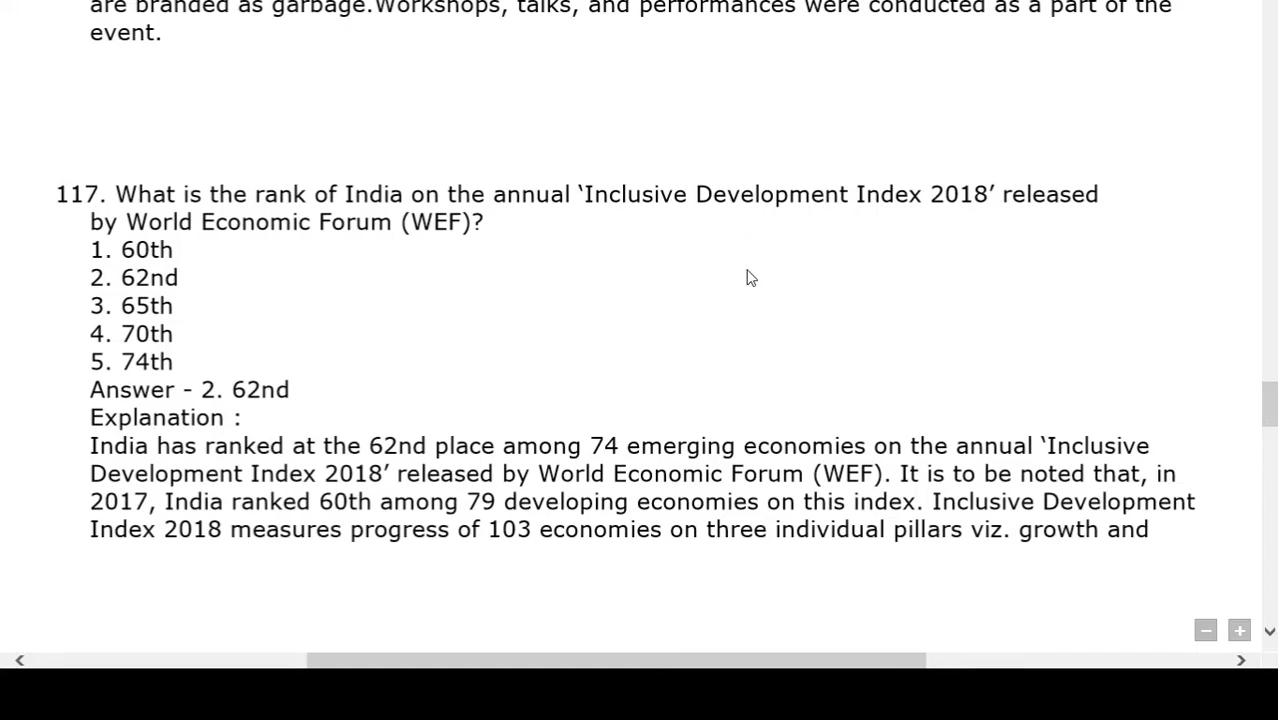 are branded as garbage.Workshops, talks, and performances were conducted as a part of the
event.
117. What is the rank of India on the annual ‘Inclusive Development Index 2018’ released
by World Economic Forum (WEF)?
1. 60th
2. 62nd
3. 65th
4. 70th
5. 74th
Answer - 2. 62nd
Explanation :
India has ranked at the 62nd place among 74 emerging economies on the annual ‘Inclusive
Development Index 2018’ released by World Economic Forum (WEF). It is to be noted that, in
2017, India ranked 60th among 79 developing economies on this index. Inclusive Development
Index 2018 measures progress of 103 economies on three individual pillars viz. growth and